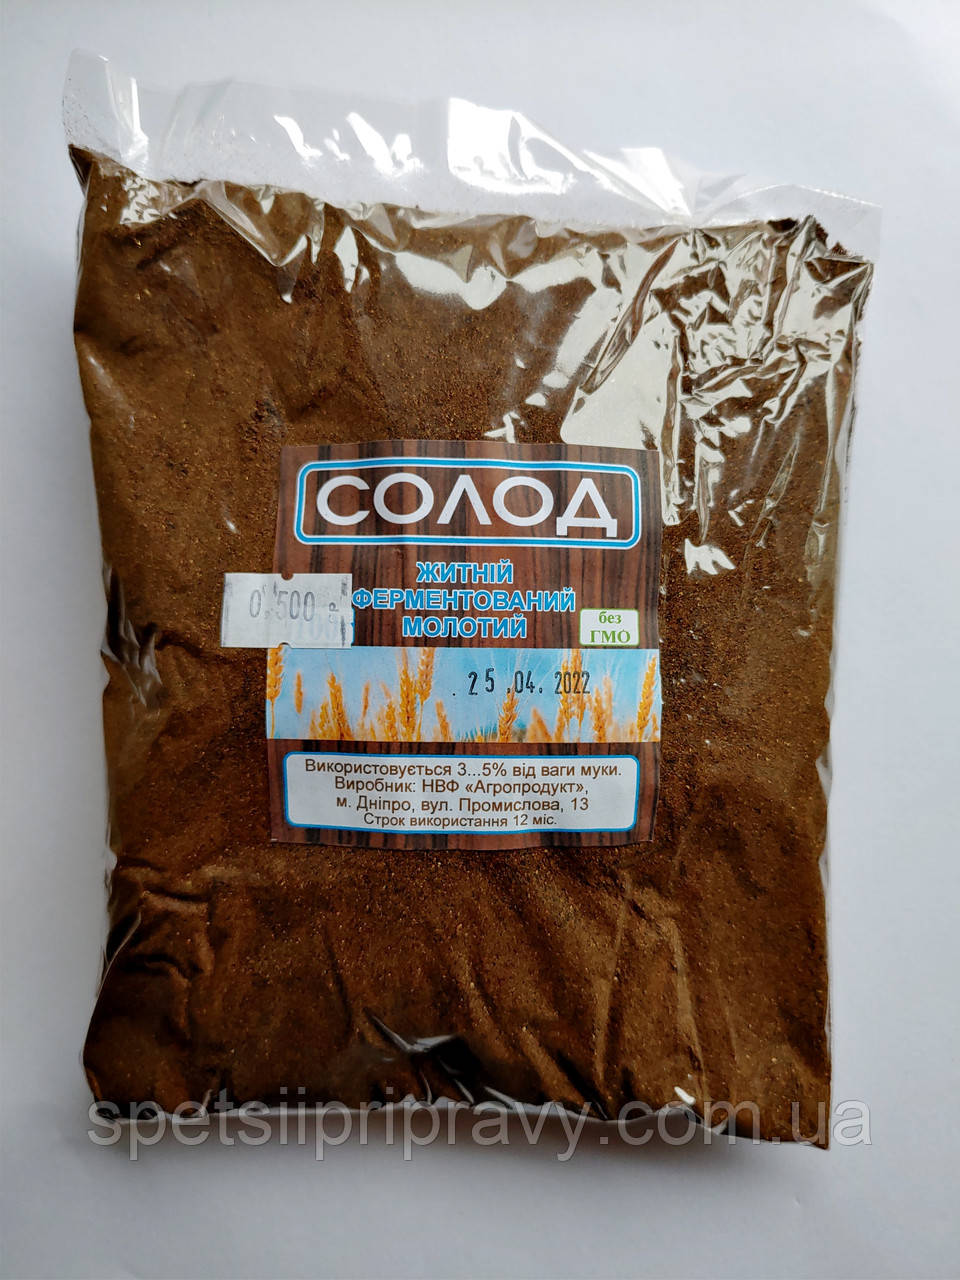 СОЛОД
ЖИТНІЙ
ФЕРМЕНТОВАНИЙ
МОЛОТИЙ
без
ГМО
0,500
25.04.2022
Використовується 3...5% від ваги муки.
Виробник: НВФ «Агропродукт»,
м. Дніпро, вул. Промислова, 13
Строк використання 12 міс.
spetsiipripravy.com.ua